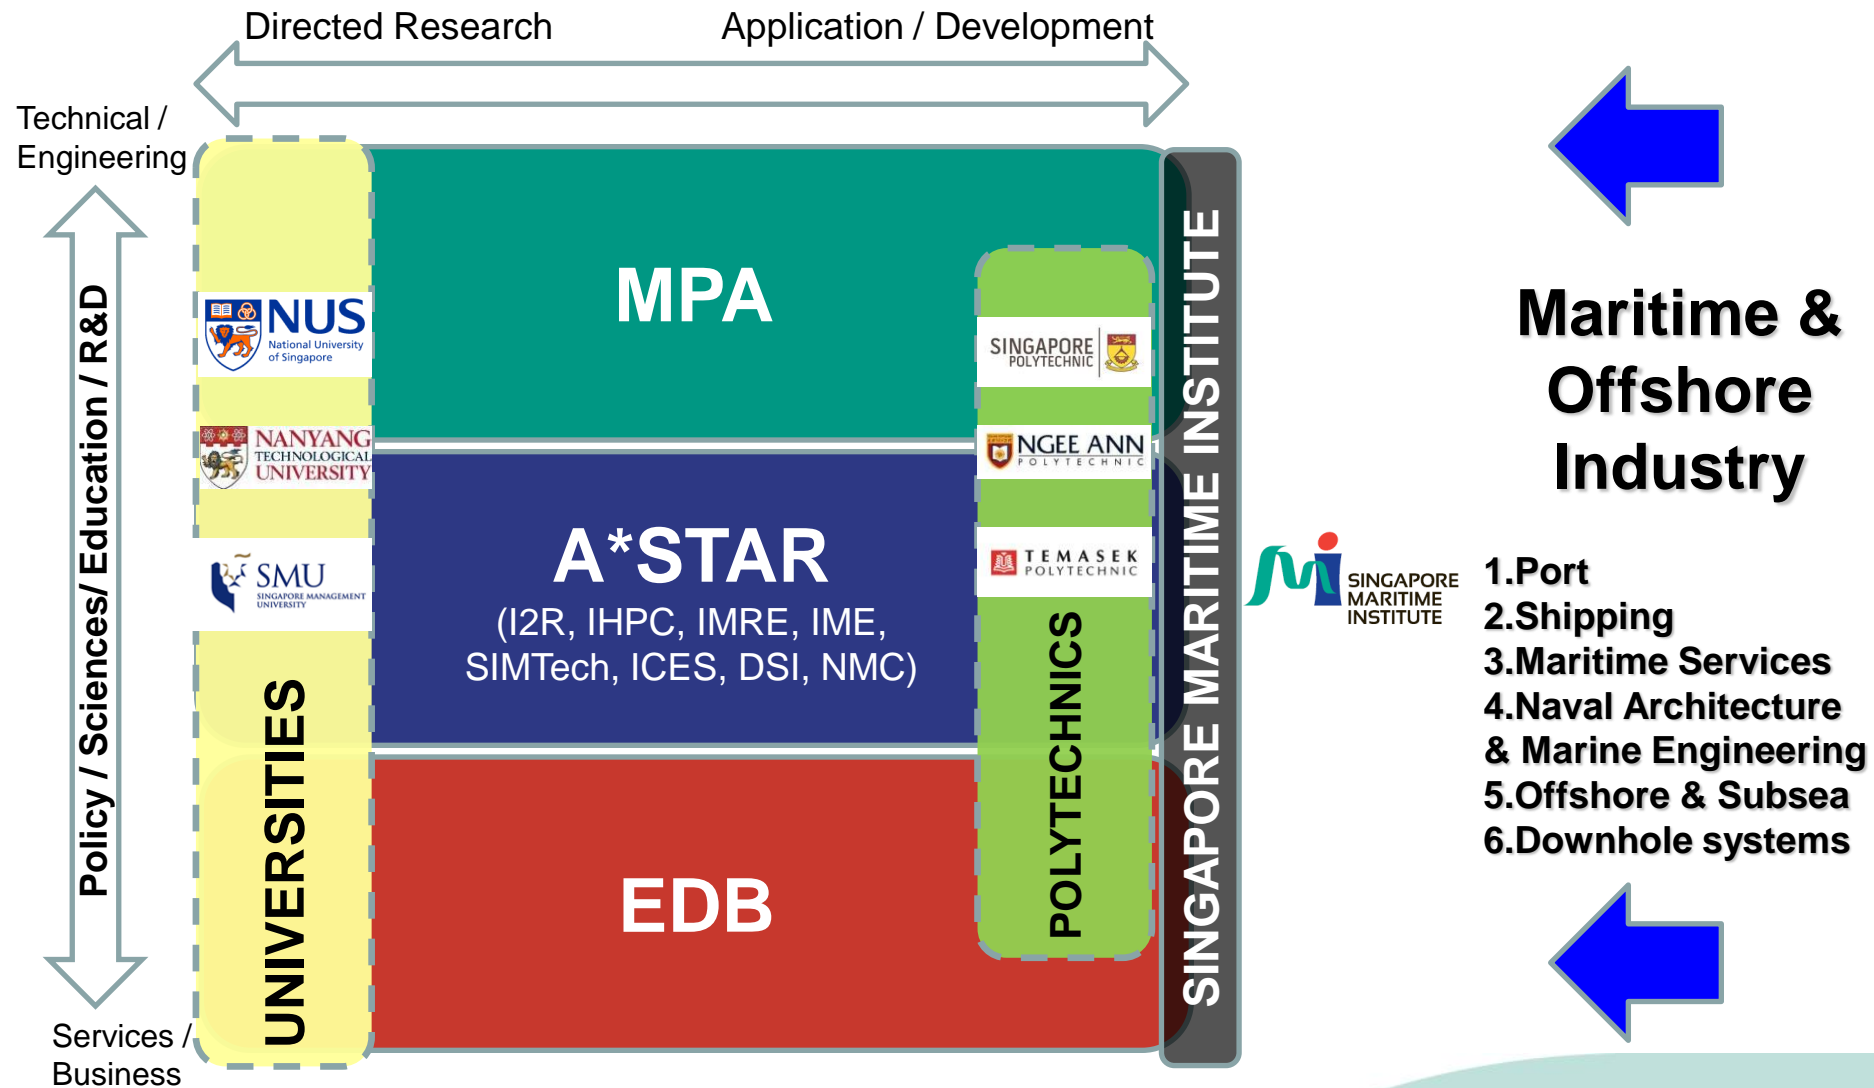 Directed Research
Application / Development
Technical /
Engineering
Policy / Sciences/ Education / R&D
Services /
Business
NUS
National University
of Singapore
NANYANG
TECHNOLOGICAL
UNIVERSITY
SMU
SINGAPORE MANAGEMENT
UNIVERSITY
UNIVERSITIES
MPA
A*STAR
(I2R, IHPC, IMRE, IME,
SIMTech, ICES, DSI, NMC)
EDB
SINGAPORE
POLYTECHNIC
NGEE ANN
POLYTECHNIC
TEMASEK
POLYTECHNIC
POLYTECHNICS
SINGAPORE MARITIME INSTITUTE
SINGAPORE
MARITIME
INSTITUTE
Maritime &
Offshore
Industry
1.Port
2.Shipping
3.Maritime Services
4.Naval Architecture
& Marine Engineering
5.Offshore & Subsea
6.Downhole systems